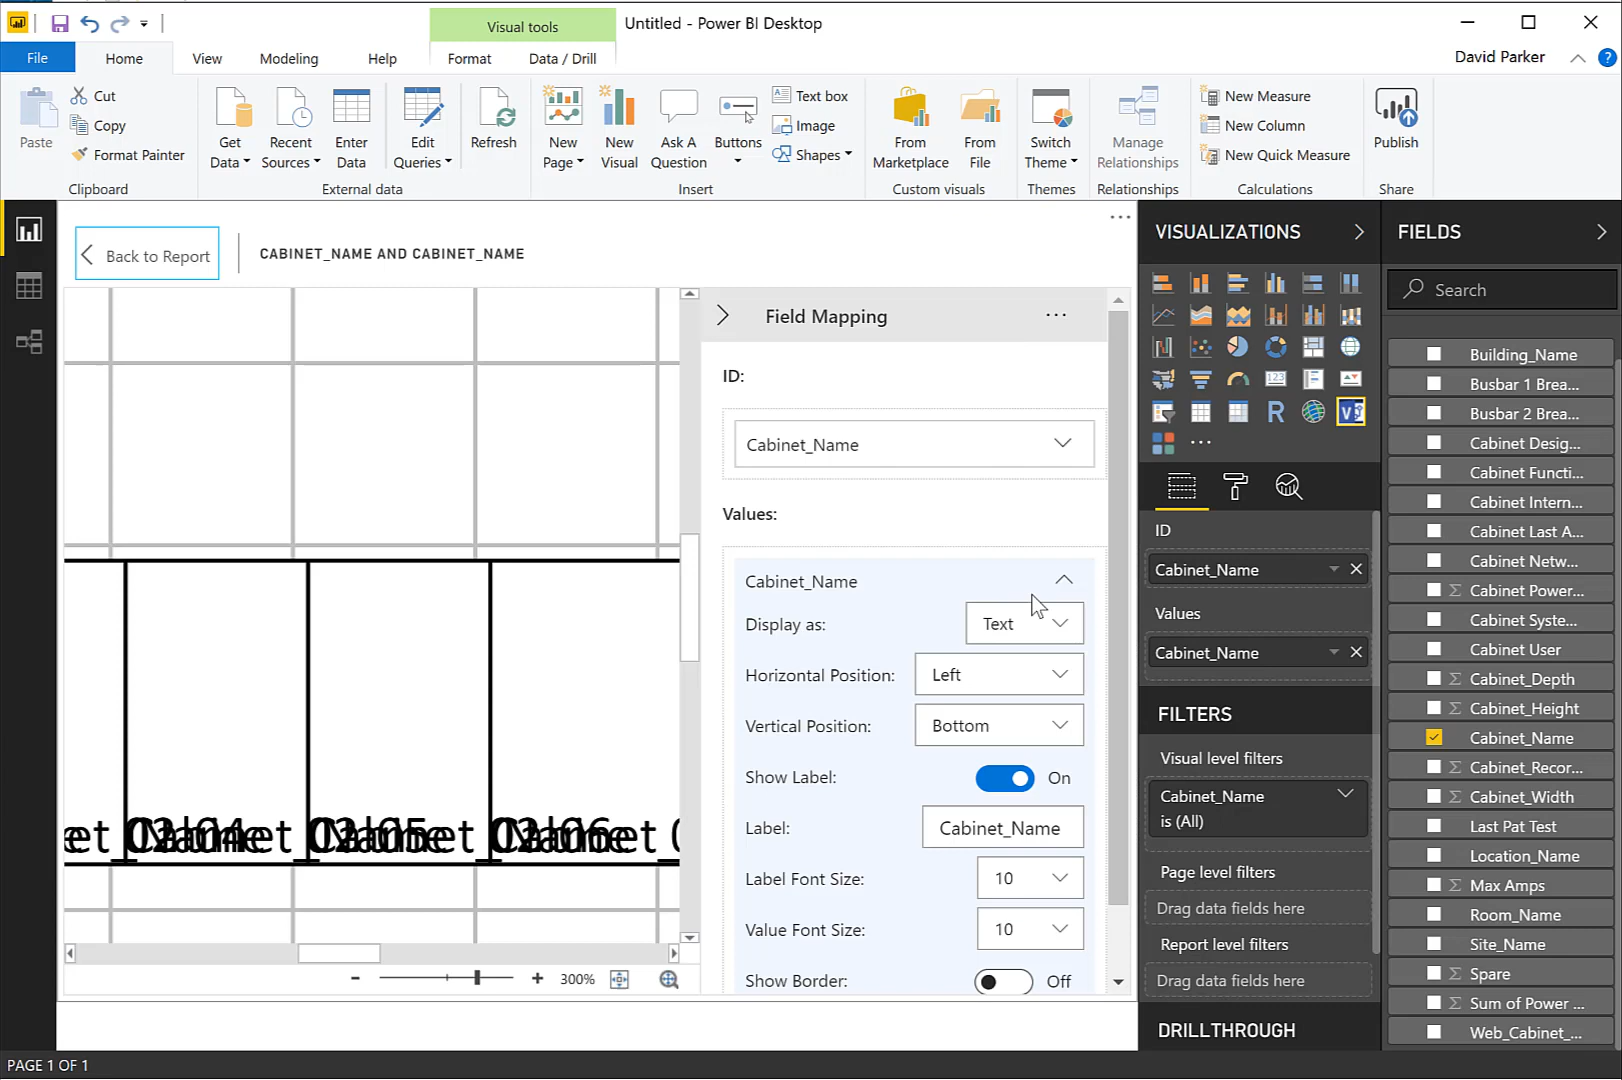 Visual tools
Untitled - Power BI Desktop
File
Home
View
Modeling
Help
Format
Data / Drill
David Parker
Paste
Cut
Copy
Format Painter
Clipboard
Get
Data
Recent
Sources
Enter
Data
Edit
Queries
Refresh
External data
New
Page
New
Visual
Ask A
Question
Buttons
Text box
Image
Shapes
Insert
From
Marketplace
From
File
Custom visuals
Switch
Theme
Themes
Manage
Relationships
Relationships
New Measure
New Column
New Quick Measure
Calculations
Publish
Share
Back to Report
CABINET_NAME AND CABINET_NAME
Field Mapping
ID:
Cabinet_Name
Values:
Cabinet_Name
Display as:
Text
Horizontal Position:
Left
Vertical Position:
Bottom
Show Label:
On
Label:
Cabinet_Name
Label Font Size:
10
Value Font Size:
10
Show Border:
Off
- + 300%
VISUALIZATIONS
ID
Cabinet_Name
Values
Cabinet_Name
FILTERS
Visual level filters
Cabinet_Name
is (All)
Page level filters
Drag data fields here
Report level filters
Drag data fields here
DRILLTHROUGH
FIELDS
Search
Building_Name
Busbar 1 Brea...
Busbar 2 Brea...
Cabinet Desig...
Cabinet Functi...
Cabinet Intern...
Cabinet Last A...
Cabinet Netw...
Σ Cabinet Power...
Cabinet Syste...
Cabinet User
Σ Cabinet_Depth
Σ Cabinet_Height
Cabinet_Name
Σ Cabinet_Recor...
Σ Cabinet_Width
Last Pat Test
Location_Name
Σ Max Amps
Room_Name
Site_Name
Σ Spare
Σ Sum of Power ...
Web_Cabinet_...
PAGE 1 OF 1